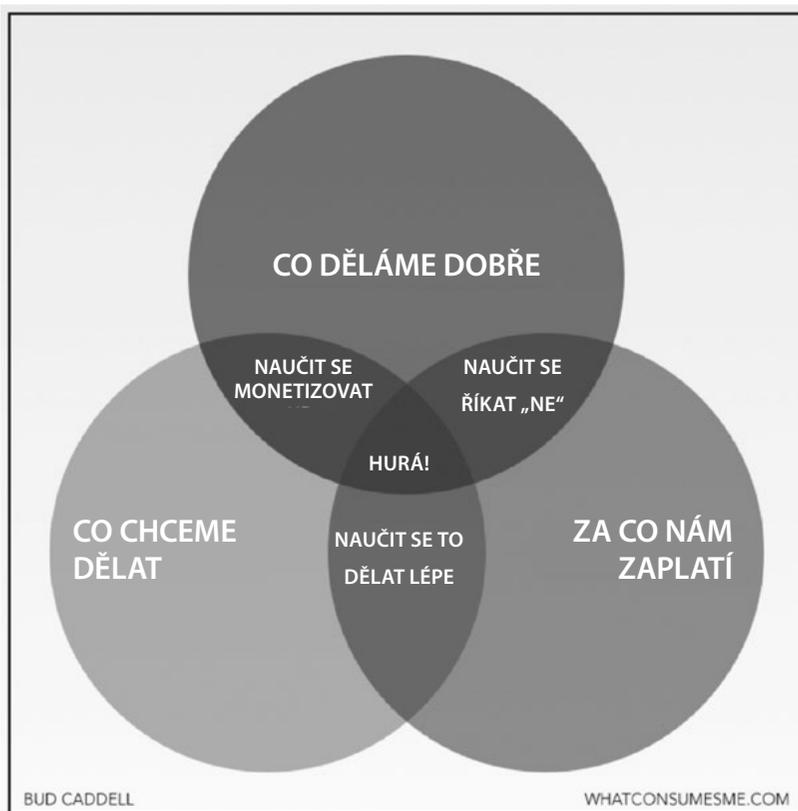 CO DĚLÁME DOBŘE
NAUČIT SE
MONETIZOVAT
NAUČIT SE
ŘÍKAT „NE“
HURÁ!
CO CHCEME
DĚLAT
NAUČIT SE TO
DĚLAT LÉPE
ZA CO NÁM
ZAPLATÍ
BUD CADDELL
WHATCONSUMESME.COM